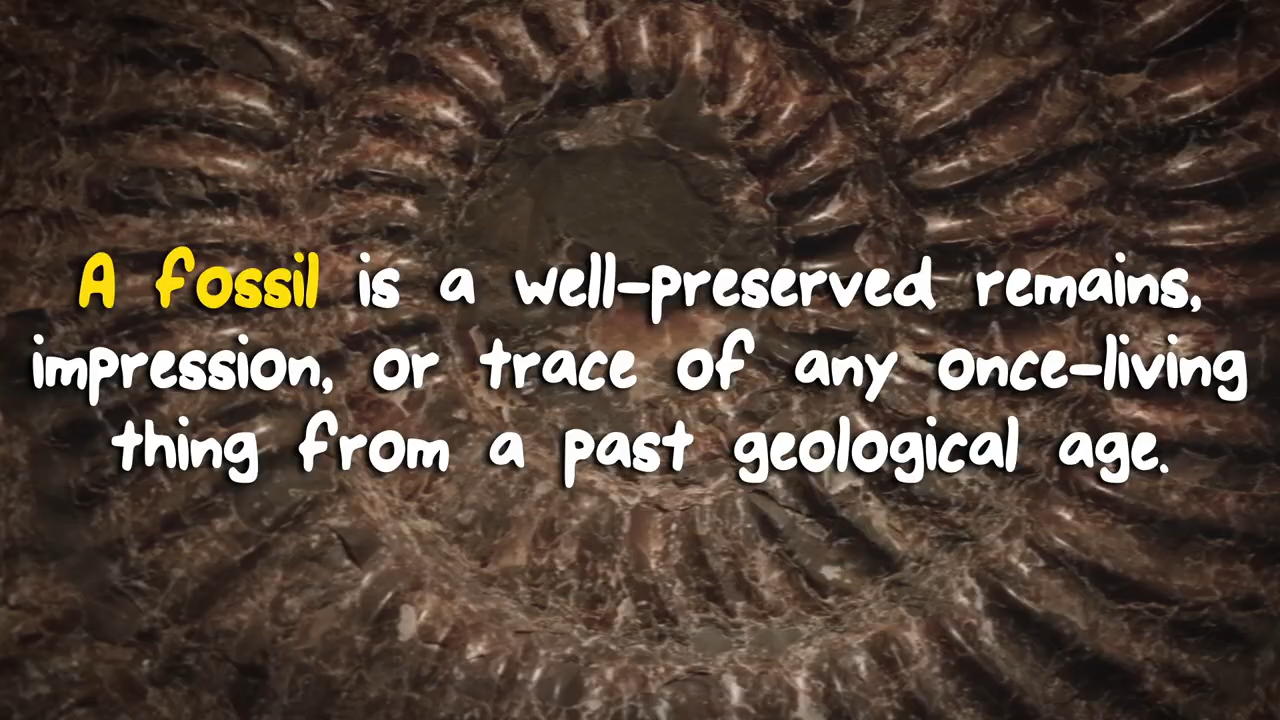 A fossil is a well-preserved remains,
impression, or trace of any once-living
thing from a past geological age.